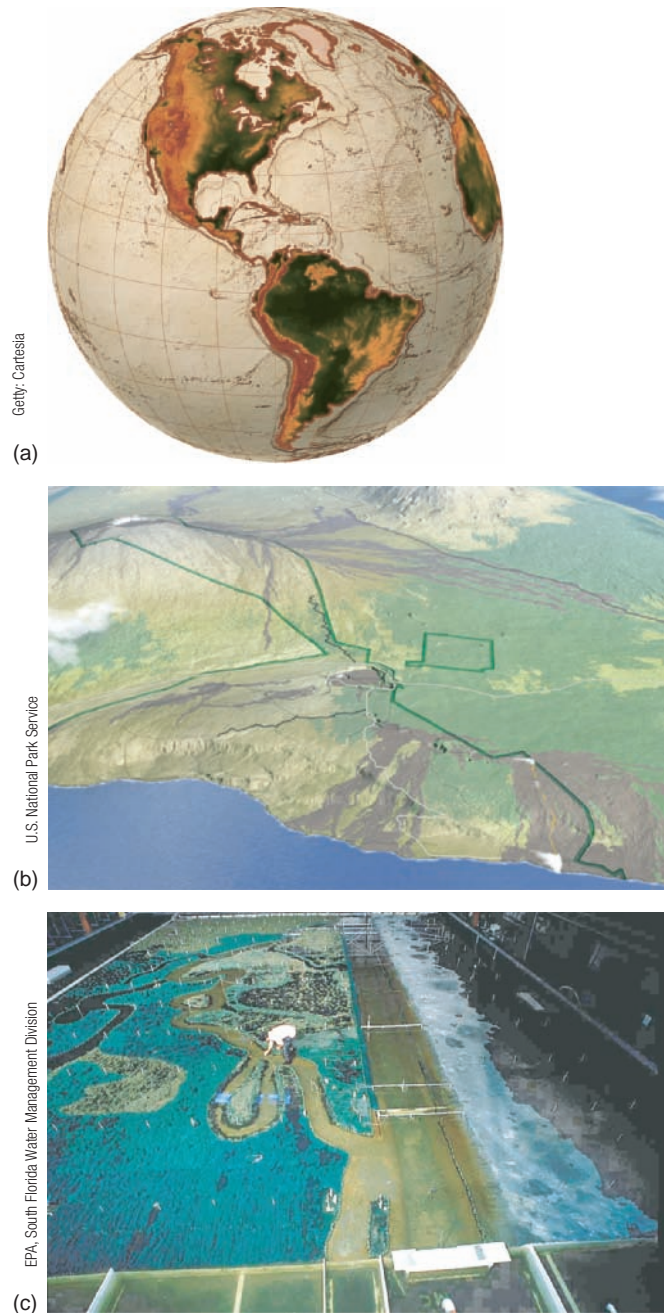 Getty: Cartesia
(a)
U.S. National Park Service
(b)
EPA, South Florida Water Management Division
(c)